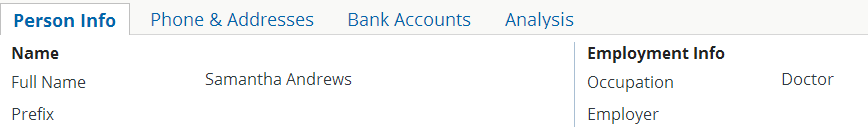 Person Info Phone & Addresses Bank Accounts Analysis
Name Employment Info
Full Name Samantha Andrews Occupation Doctor
Prefix Employer